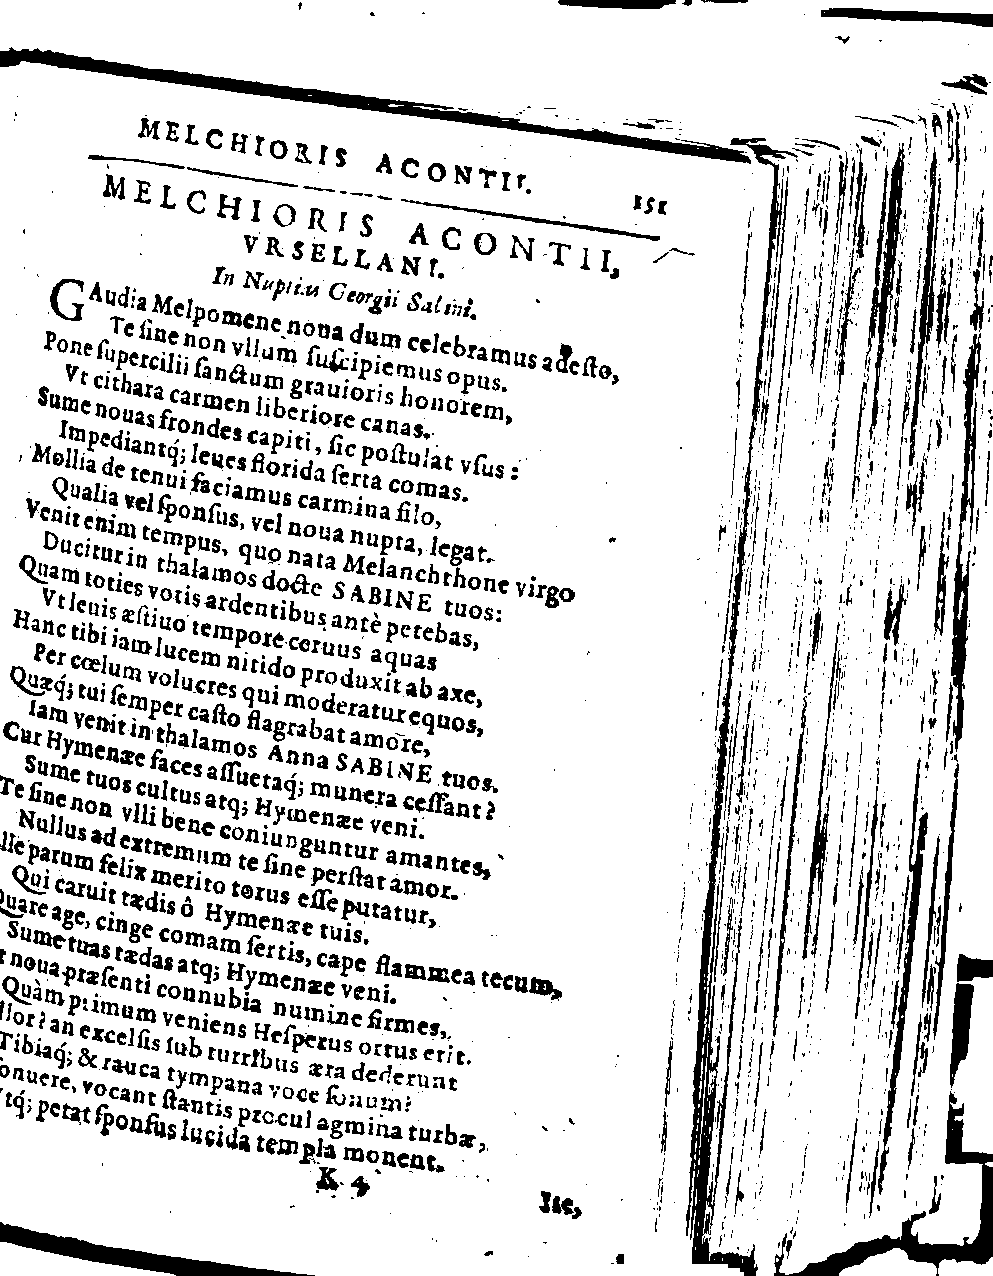 MELCHIORIS ACONTII.
151
MELCHIORIS ACONTII,
VRSELLANI.
In Nuptias Georgii Sabini.
GAudia Melpomene noua dum celebramus adeſto,
Te ſine non vllum ſuſcipiemus opus.
Pone ſupercilii ſanctum grauioris honorem,
Vt cithara carmen liberiore canas.
Sume nouas frondes capiti, ſic poſtulat vſus:
Impediantq́; leues florida ſerta comas.
Mollia de tenui faciamus carmina filo,
Qualia vel ſponſus, vel noua nupta, legat.
Venit enim tempus, quo nata Melanchthone virgo
Ducitur in thalamos docte SABINE tuos:
Quam toties votis ardentibus antè petebas,
Vt leuis æſtiuo tempore ceruus aquas
Hanc tibi iam lucem nitido produxit ab axe,
Per cœlum volucres qui moderatur equos,
Quæq́; tui ſemper caſto flagrabat amore,
Iam venit in thalamos Anna SABINE tuos.
Cur Hymenæe faces aſſuetaq́; munera ceſſant?
Sume tuos cultus atq; Hymenæe veni.
Te ſine non vlli bene coniunguntur amantes,
Nullus ad extremum te ſine perſtat amor.
lle parum felix merito torus eſſe putatur,
Qui caruit tædis ô Hymenæe tuis.
Quare age, cinge comam ſertis, cape flammea tecum,
Sume tuas tædas atq; Hymenæe veni.
t noua præſenti connubia numine firmes,
Quàm primum veniens Heſperus ortus erit.
llor? an excelſis ſub turribus æra dederunt
Tibiaq́; & rauca tympana voce ſonum?
onuere, vocant ſtantis procul agmina turbæ,
tq́; petat ſponſus lucida templa monent.
K 4
Sic,